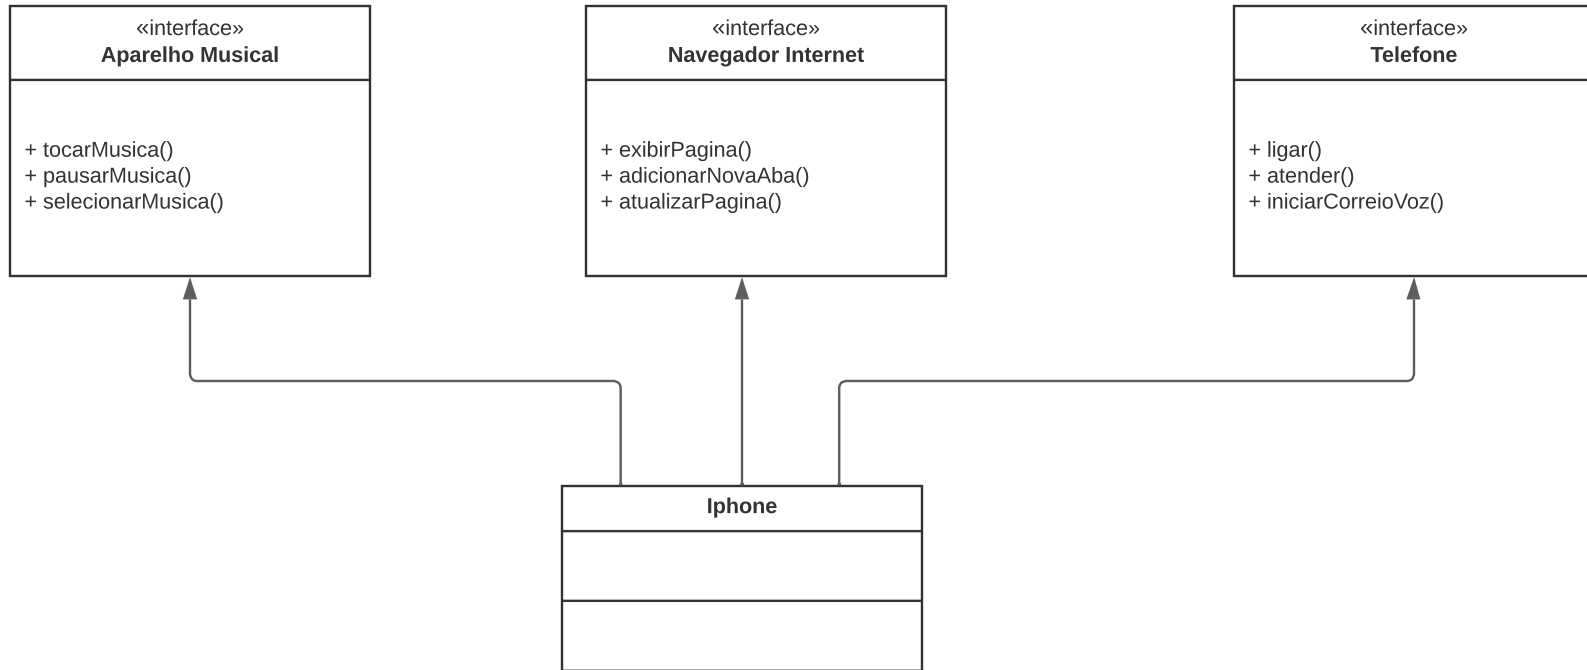 «interface»
Aparelho Musical
+ tocarMusica()
+ pausarMusica()
+ selecionarMusica()
«interface»
Navegador Internet
+ exibirPagina()
+ adicionarNovaAba()
+ atualizarPagina()
«interface»
Telefone
+ ligar()
+ atender()
+ iniciarCorreioVoz()
Iphone